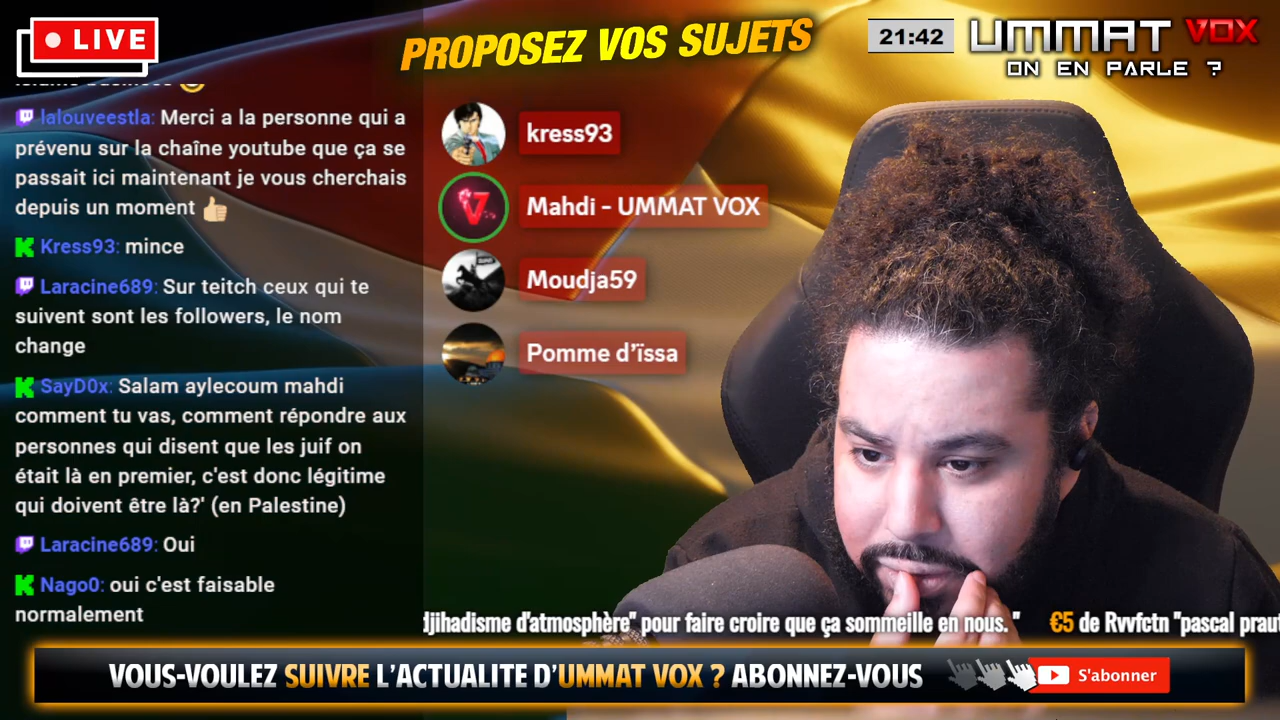 LIVE
PROPOSEZ VOS SUJETS
21:42
UMMAT VOX
ON EN PARLE ?
lalouveestla: Merci a la personne qui a
prévenu sur la chaîne youtube que ça se
passait ici maintenant je vous cherchais
depuis un moment 👍
Kress93: mince
Laracine689: Sur teitch ceux qui te
suivent sont les followers, le nom
change
SayD0x: Salam aylecoum mahdi
comment tu vas, comment répondre aux
personnes qui disent que les juif on
était là en premier, c'est donc légitime
qui doivent être là?' (en Palestine)
Laracine689: Oui
Nago0: oui c'est faisable
normalement
kress93
Mahdi - UMMAT VOX
Moudja59
Pomme d'ïssa
djihadisme d'atmosphère" pour faire croire que ça sommeille en nous. " €5 de Rvvfctn "pascal praut
VOUS-VOULEZ SUIVRE L'ACTUALITE D'UMMAT VOX ? ABONNEZ-VOUS
S'abonner